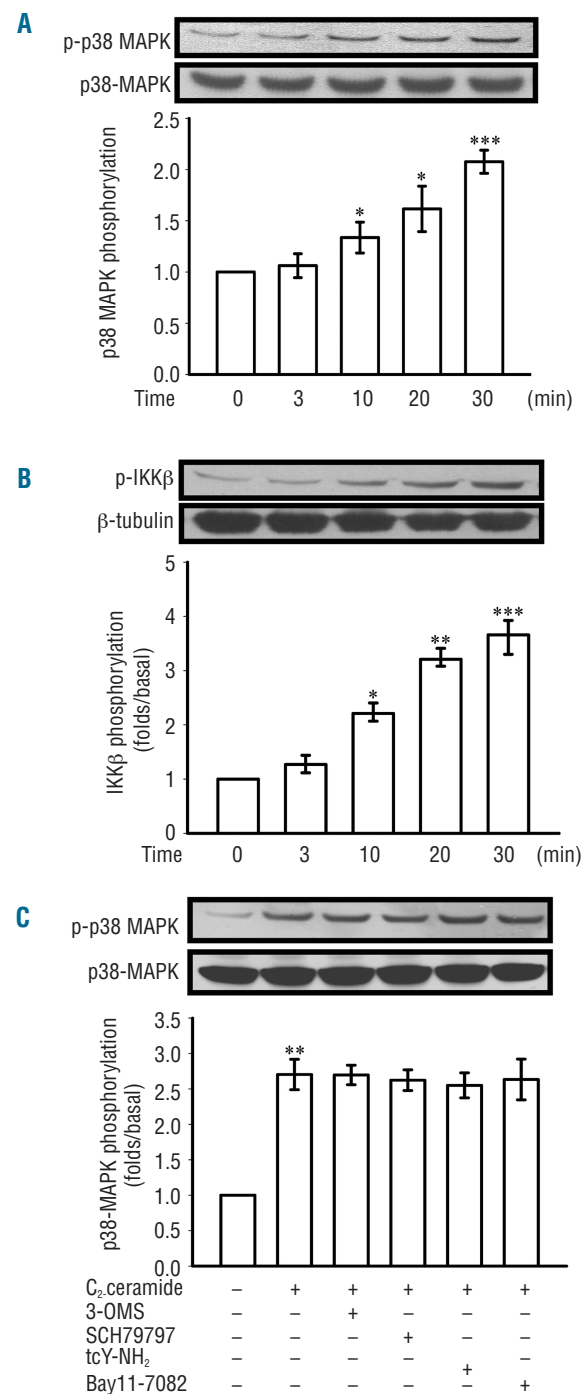 A
p-p38 MAPK
p38-MAPK
p38 MAPK phosphorylation
2.5
2.0
1.5
1.0
0.5
0.0
*
*
***
Time 0 3 10 20 30 (min)
B
p-IKKβ
β-tubulin
IKKβ phosphorylation
(folds/basal)
5
4
3
2
1
0
*
**
***
Time 0 3 10 20 30 (min)
C
p-p38 MAPK
p38-MAPK
p38-MAPK phosphorylation
(folds/basal)
3.5
3.0
2.5
2.0
1.5
1.0
0.5
0.0
**
C₂-ceramide – + + + + +
3-OMS – – + – – –
SCH79797 – – – + – –
tcY-NH₂ – – – – + –
Bay11-7082 – – – – – +